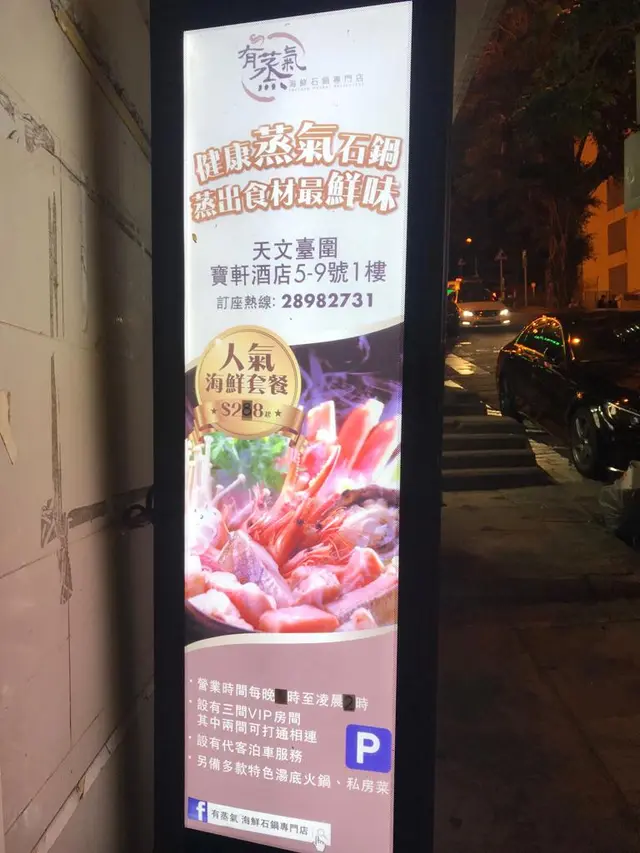 有蒸氣
海鮮石鍋專門店
健康蒸氣石鍋
蒸出食材最鮮味
天文臺圍
寶軒酒店5-9號1樓
訂座熱線: 28982731
人氣
海鮮套餐
$268起
· 營業時間每晚 時至凌晨2時
· 設有三間VIP房間
其中兩間可打通相連
· 設有代客泊車服務
· 另備多款特色湯底火鍋、私房菜
P
f 有蒸氣 海鮮石鍋專門店